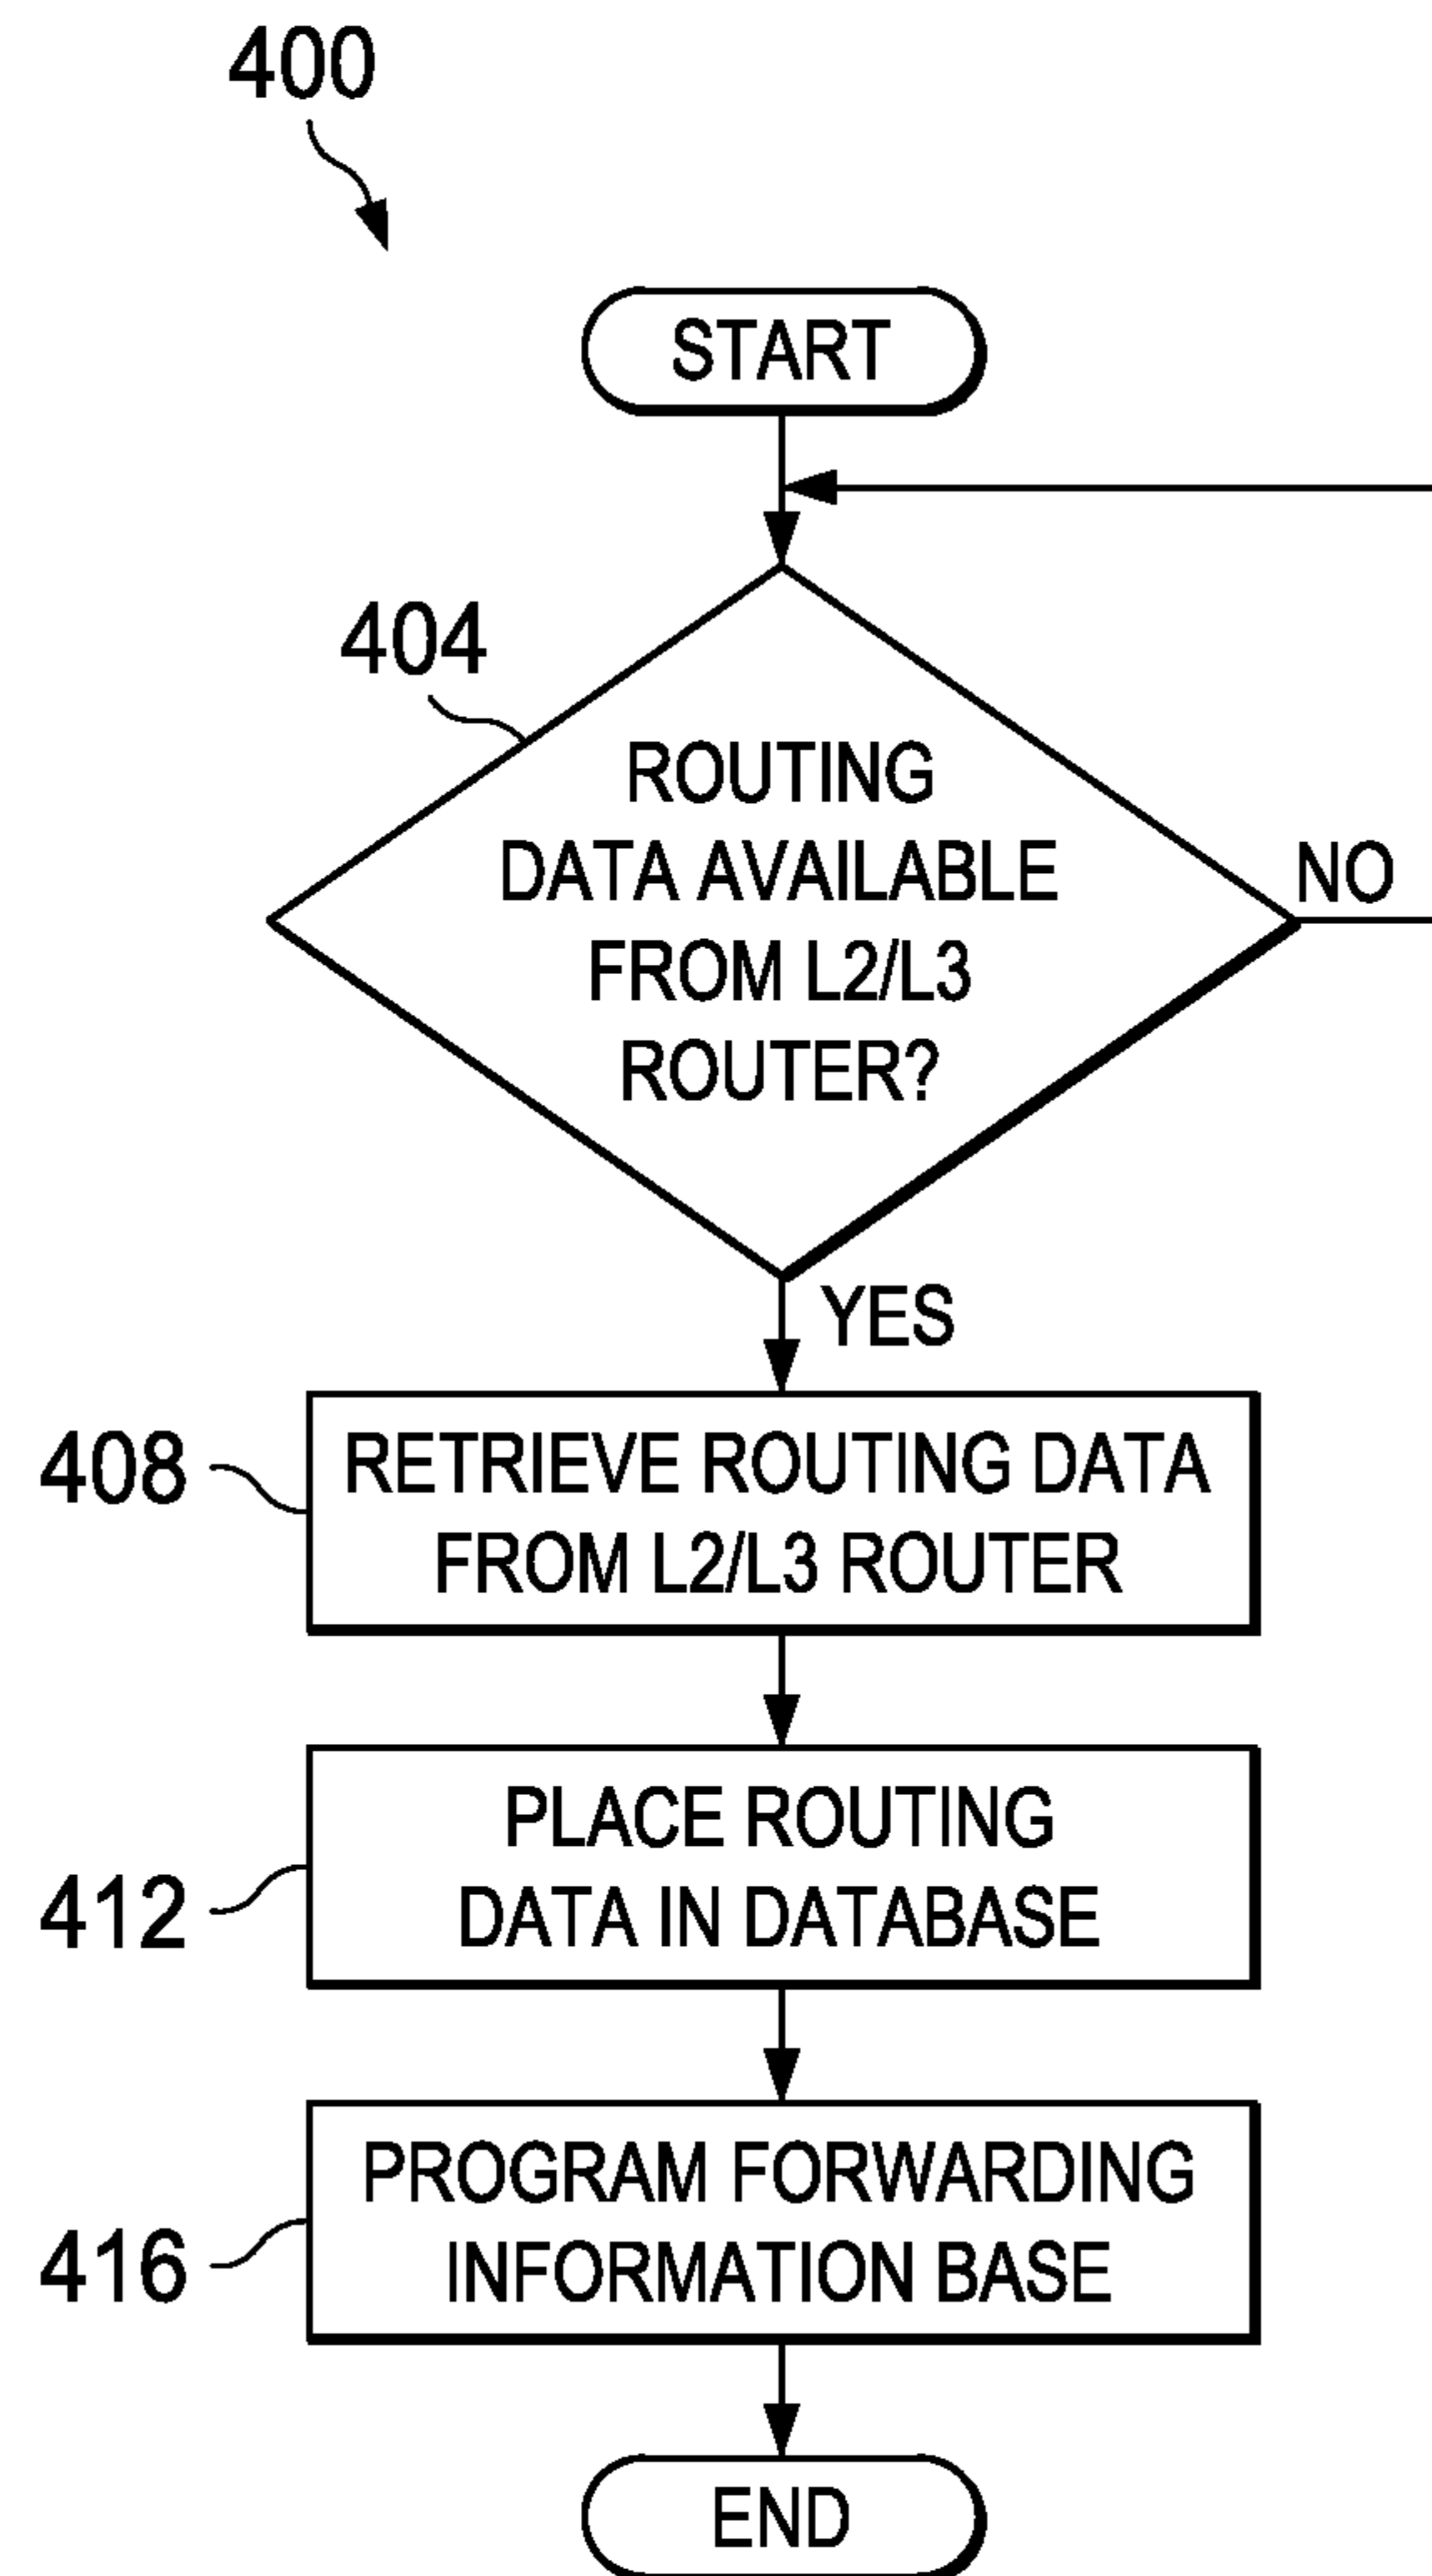 400
START
404
ROUTING
DATA AVAILABLE
FROM L2/L3
ROUTER?
NO
YES
408
RETRIEVE ROUTING DATA
FROM L2/L3 ROUTER
412
PLACE ROUTING
DATA IN DATABASE
416
PROGRAM FORWARDING
INFORMATION BASE
END